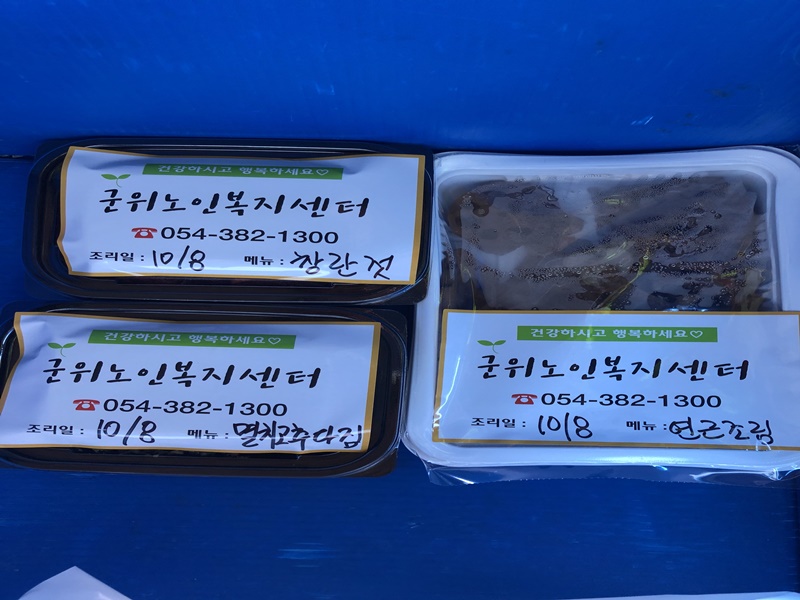 건강하시고 행복하세요♡
군위노인복지센터
☎054-382-1300
조리일 : 10/8 메뉴 :
건강하시고 행복하세요♡
군위노인복지센터
☎054-382-1300
조리일 : 10/8 메뉴 : 멸치고추다짐
건강하시고 행복하세요♡
군위노인복지센터
☎054-382-1300
조리일 : 10/8 메뉴 : 연근조림